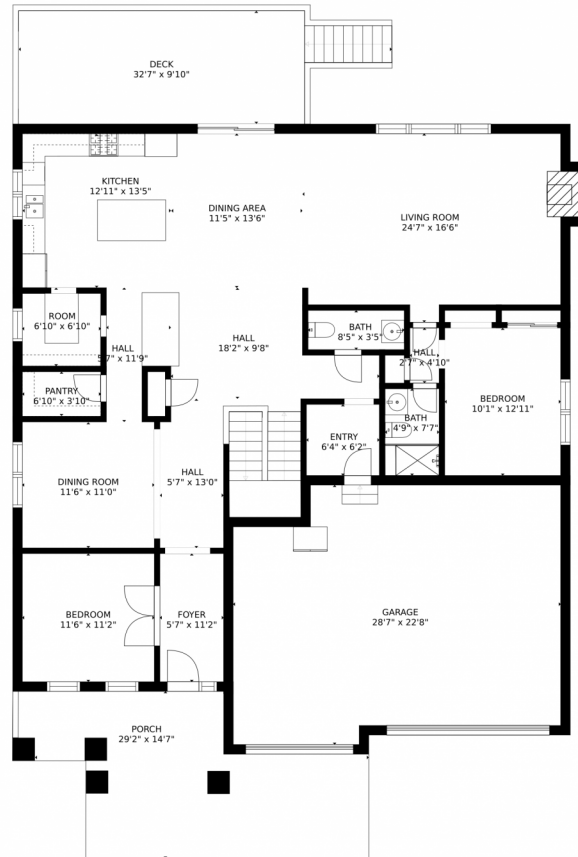 DECK
32'7" x 9'10"
KITCHEN
12'11" x 13'5"
DINING AREA
11'5" x 13'6"
LIVING ROOM
24'7" x 16'6"
ROOM
6'10" x 6'10"
HALL
5'7" x 11'9"
HALL
18'2" x 9'8"
BATH
8'5" x 3'5"
HALL
2'7" x 4'10"
PANTRY
6'10" x 3'10"
BEDROOM
10'1" x 12'11"
BATH
4'9" x 7'7"
ENTRY
6'4" x 6'2"
HALL
5'7" x 13'0"
DINING ROOM
11'6" x 11'0"
BEDROOM
11'6" x 11'2"
FOYER
5'7" x 11'2"
GARAGE
28'7" x 22'8"
PORCH
29'2" x 14'7"